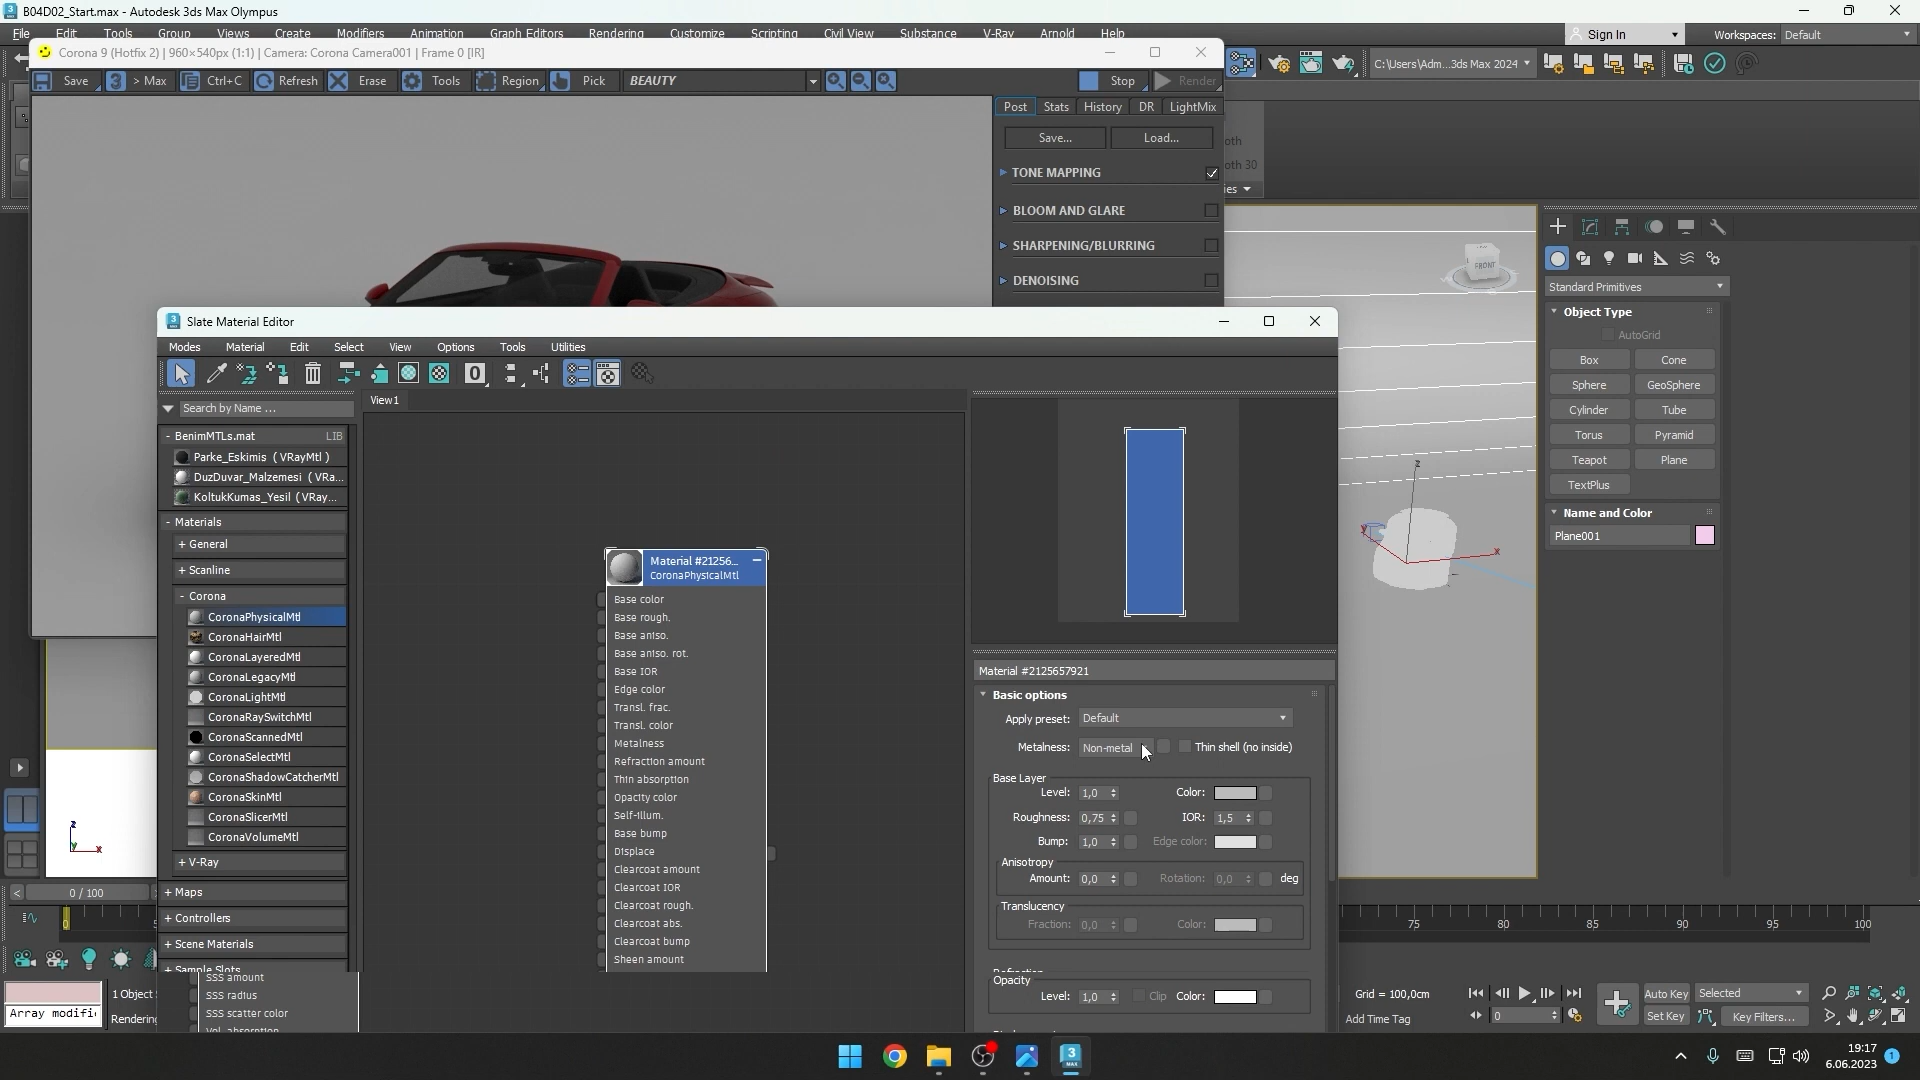 B04D02_Start.max - Autodesk 3ds Max Olympus
File Edit Tools Group Views Create Modifiers Animation Graph Editors Rendering Customize Scripting Civil View Substance V-Ray Arnold Help
Sign In
Workspaces: Default
Corona 9 (Hotfix 2) | 960×540px (1:1) | Camera: Corona Camera001 | Frame 0 [IR]
Save > Max Ctrl+C Refresh Erase Tools Region Pick BEAUTY Stop Render
C:\Users\Adm...3ds Max 2024
Post Stats History DR LightMix
Save... Load...
TONE MAPPING
BLOOM AND GLARE
SHARPENING/BLURRING
DENOISING
oth
oth 30
es
FRONT
Standard Primitives
Object Type
AutoGrid
Box Cone
Sphere GeoSphere
Cylinder Tube
Torus Pyramid
Teapot Plane
TextPlus
Name and Color
Plane001
Slate Material Editor
Modes Material Edit Select View Options Tools Utilities
Search by Name ...
View1
- BenimMTLs.mat LIB
Parke_Eskimis ( VRayMtl )
DuzDuvar_Malzemesi ( VRa...
KoltukKumas_Yesil ( VRay...
- Materials
+ General
+ Scanline
- Corona
CoronaPhysicalMtl
CoronaHairMtl
CoronaLayeredMtl
CoronaLegacyMtl
CoronaLightMtl
CoronaRaySwitchMtl
CoronaScannedMtl
CoronaSelectMtl
CoronaShadowCatcherMtl
CoronaSkinMtl
CoronaSlicerMtl
CoronaVolumeMtl
+ V-Ray
+ Maps
+ Controllers
+ Scene Materials
+ Sample Slots
SSS amount
SSS radius
SSS scatter color
Vol. absorption
Material #21256...
CoronaPhysicalMtl
Base color
Base rough.
Base aniso.
Base aniso. rot.
Base IOR
Edge color
Transl. frac.
Transl. color
Metalness
Refraction amount
Thin absorption
Opacity color
Self-Illum.
Base bump
Displace
Clearcoat amount
Clearcoat IOR
Clearcoat rough.
Clearcoat abs.
Clearcoat bump
Sheen amount
Material #2125657921
Basic options
Apply preset: Default
Metalness: Non-metal Thin shell (no inside)
Base Layer
Level: 1,0 Color:
Roughness: 0,75 IOR: 1,5
Bump: 1,0 Edge color:
Anisotropy
Amount: 0,0 Rotation: 0,0 deg
Translucency
Fraction: 0,0 Color:
Opacity
Level: 1,0 Clip Color:
z
y
x
z
y
x
< 0 / 100
0
75 80 85 90 95 100
1 Object
Array modifi
Rendering
Grid = 100,0cm
Add Time Tag
0
Auto Key Selected
Set Key Key Filters...
3
MAX
19:17
6.06.2023
1